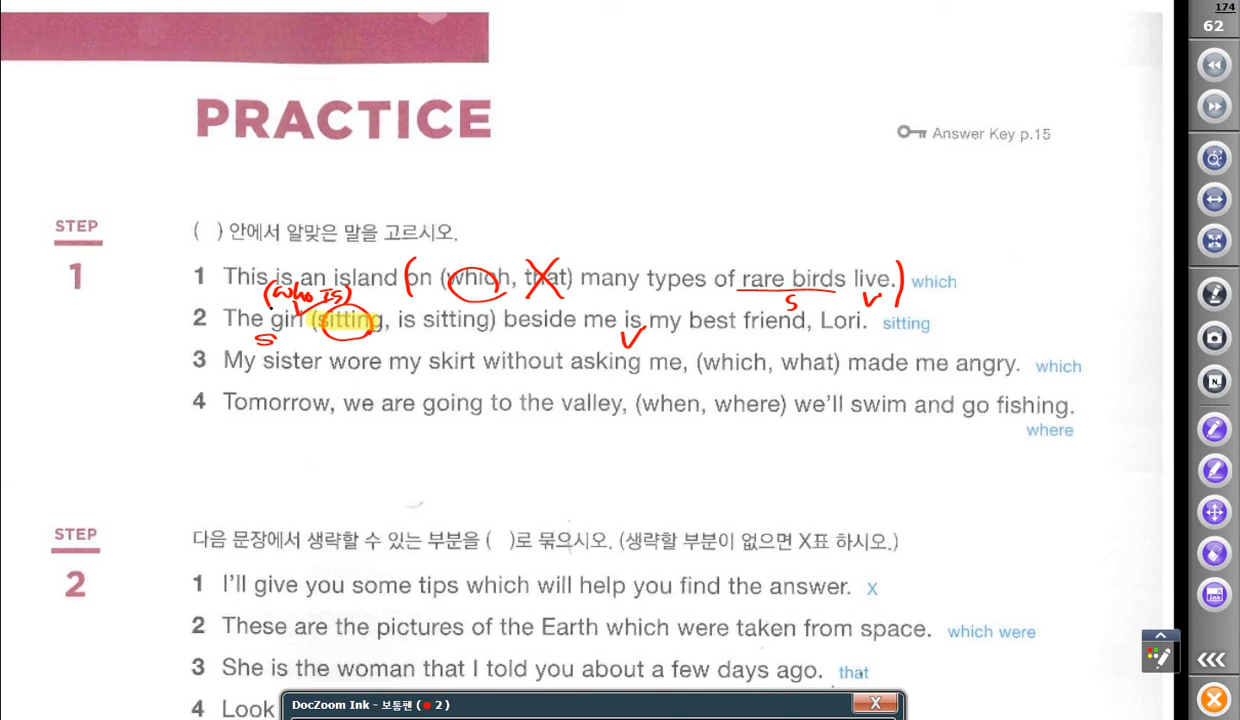 174
62
PRACTICE
Answer Key p.15
STEP
1
( ) 안에서 알맞은 말을 고르시오.
1 This is an island on (which, that) many types of rare birds live. which
(who is)
S V
2 The girl (sitting, is sitting) beside me is my best friend, Lori. sitting
S V
3 My sister wore my skirt without asking me, (which, what) made me angry. which
4 Tomorrow, we are going to the valley, (when, where) we'll swim and go fishing.
where
STEP
2
다음 문장에서 생략할 수 있는 부분을 ( )로 묶으시오. (생략할 부분이 없으면 X표 하시오.)
1 I'll give you some tips which will help you find the answer. x
2 These are the pictures of the Earth which were taken from space. which were
3 She is the woman that I told you about a few days ago. that
4 Look
DocZoom Ink - 보통펜 ( 2 )
X